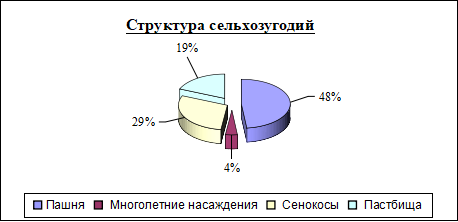 Структура сельхозугодий
19%
48%
29%
4%
Пашня Многолетние насаждения Сенокосы Пастбища